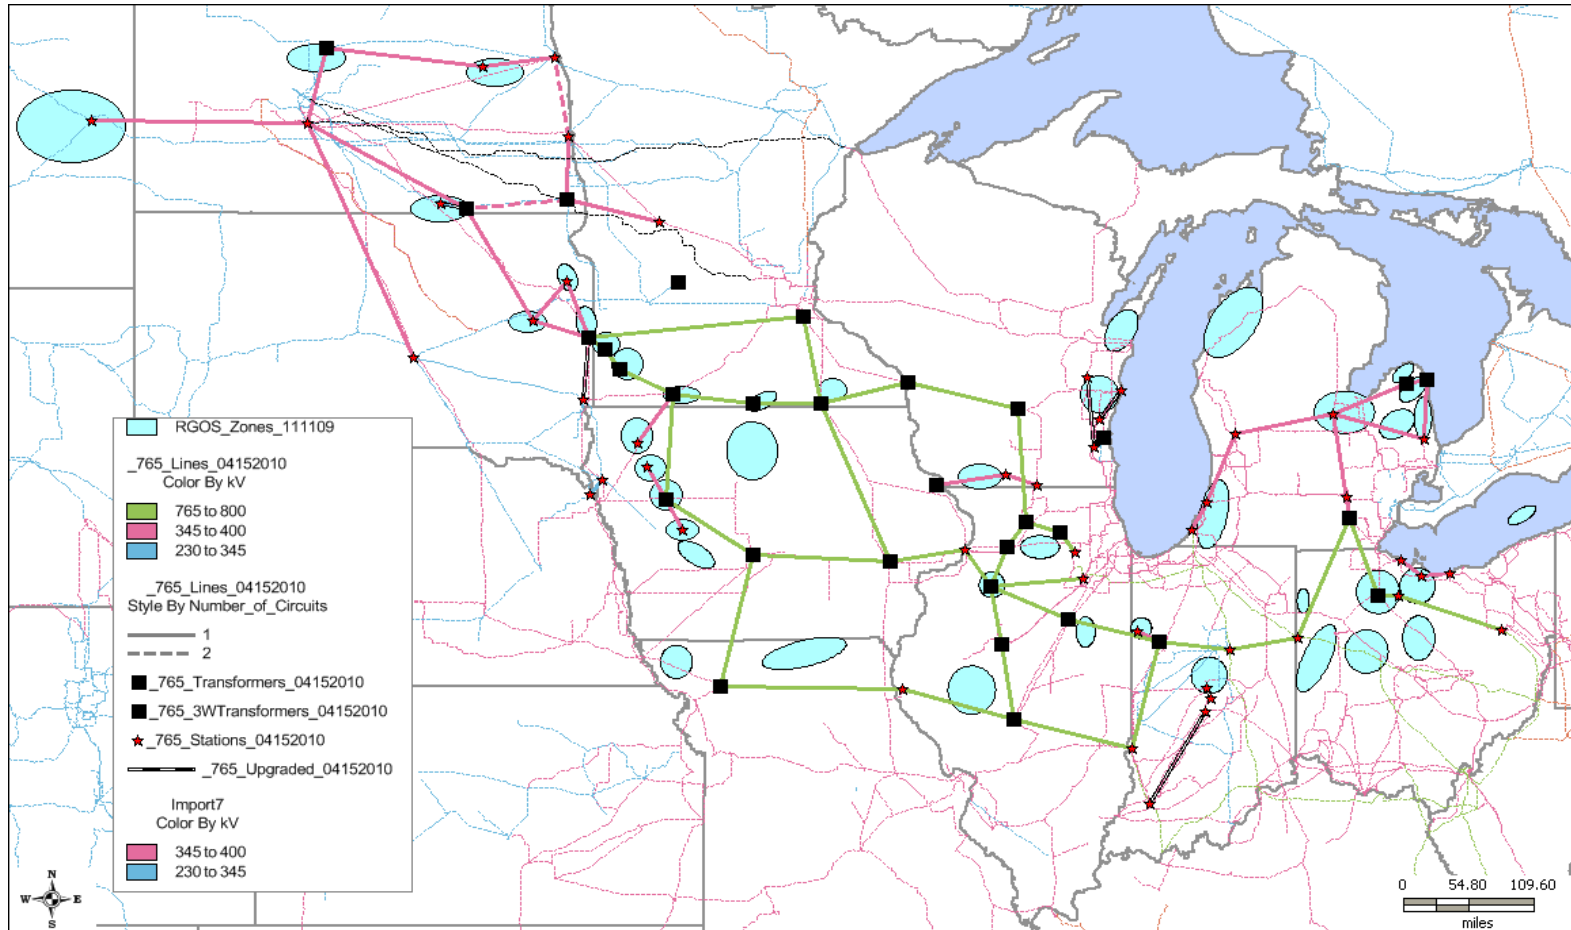 RGOS_Zones_111109
_765_Lines_04152010
Color By kV
765 to 800
345 to 400
230 to 345
_765_Lines_04152010
Style By Number_of_Circuits
1
2
_765_Transformers_04152010
_765_3WTransformers_04152010
_765_Stations_04152010
_765_Upgraded_04152010
Import7
Color By kV
345 to 400
230 to 345
N
W E
S
0 54.80 109.60
miles